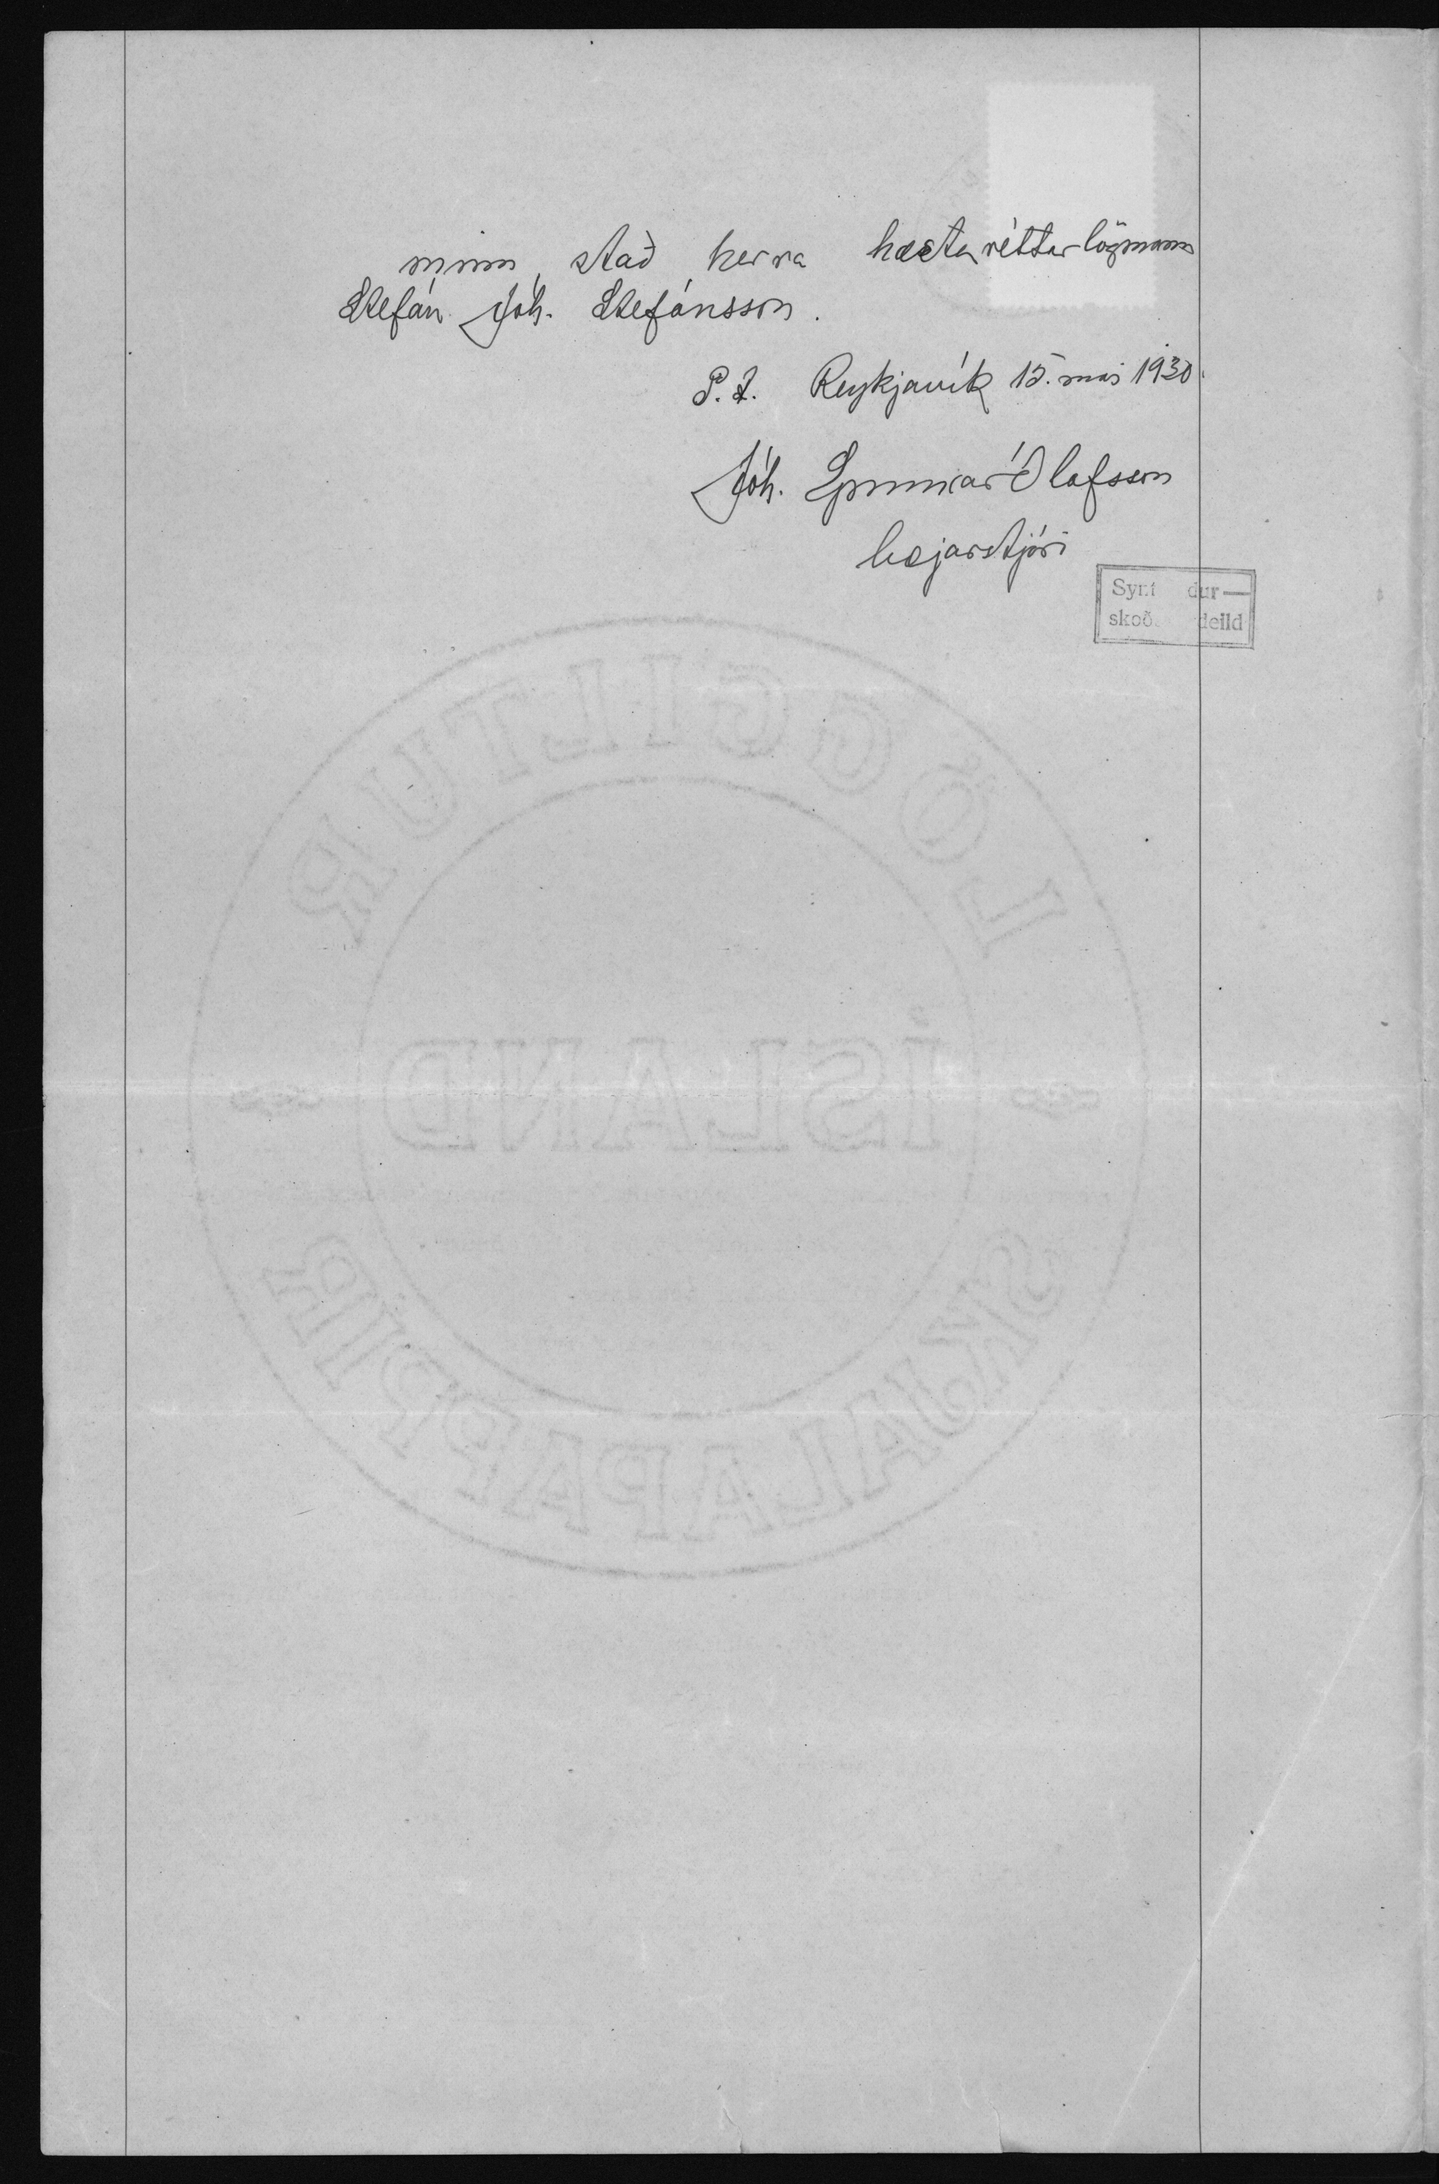 minn stað herra hæstaréttarlögmann
Stefán Jóh. Stefánsson.
P.t. Reykjavík 15. maí 1930.
Jóh. Gunnar Ólafsson
bæjarstjóri
Sýnt dur—
skoð deild
LÖGGILTUR
ÍSLAND
SKJALAPAPPÍR